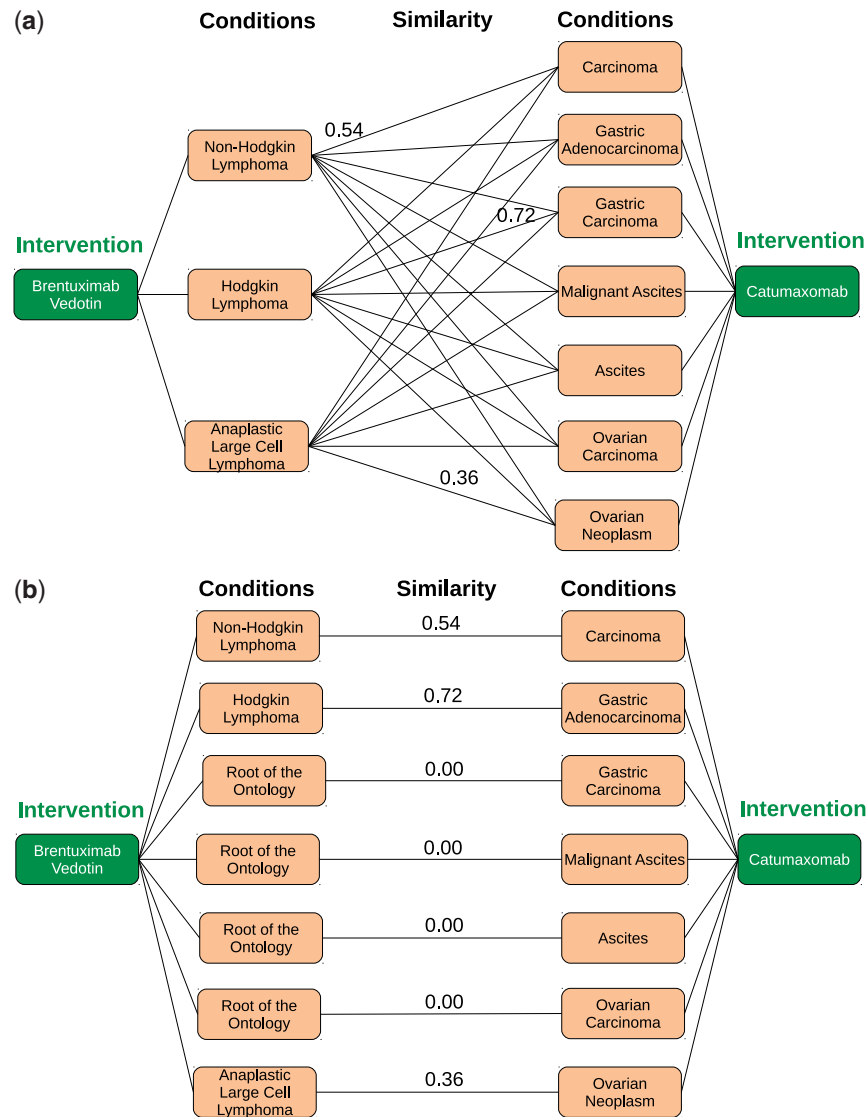 (a)
Conditions Similarity Conditions
Carcinoma
0.54
Non-Hodgkin
Lymphoma
Gastric
Adenocarcinoma
Gastric
Carcinoma
0.72
Intervention
Brentuximab
Vedotin
Hodgkin
Lymphoma
Malignant Ascites
Intervention
Catumaxomab
Ascites
Anaplastic
Large Cell
Lymphoma
Ovarian
Carcinoma
0.36
Ovarian
Neoplasm
(b)
Conditions Similarity Conditions
Non-Hodgkin
Lymphoma
0.54
Carcinoma
Hodgkin
Lymphoma
0.72
Gastric
Adenocarcinoma
Root of the
Ontology
0.00
Gastric
Carcinoma
Intervention
Brentuximab
Vedotin
Root of the
Ontology
0.00
Malignant Ascites
Intervention
Catumaxomab
Root of the
Ontology
0.00
Ascites
Root of the
Ontology
0.00
Ovarian
Carcinoma
Anaplastic
Large Cell
Lymphoma
0.36
Ovarian
Neoplasm